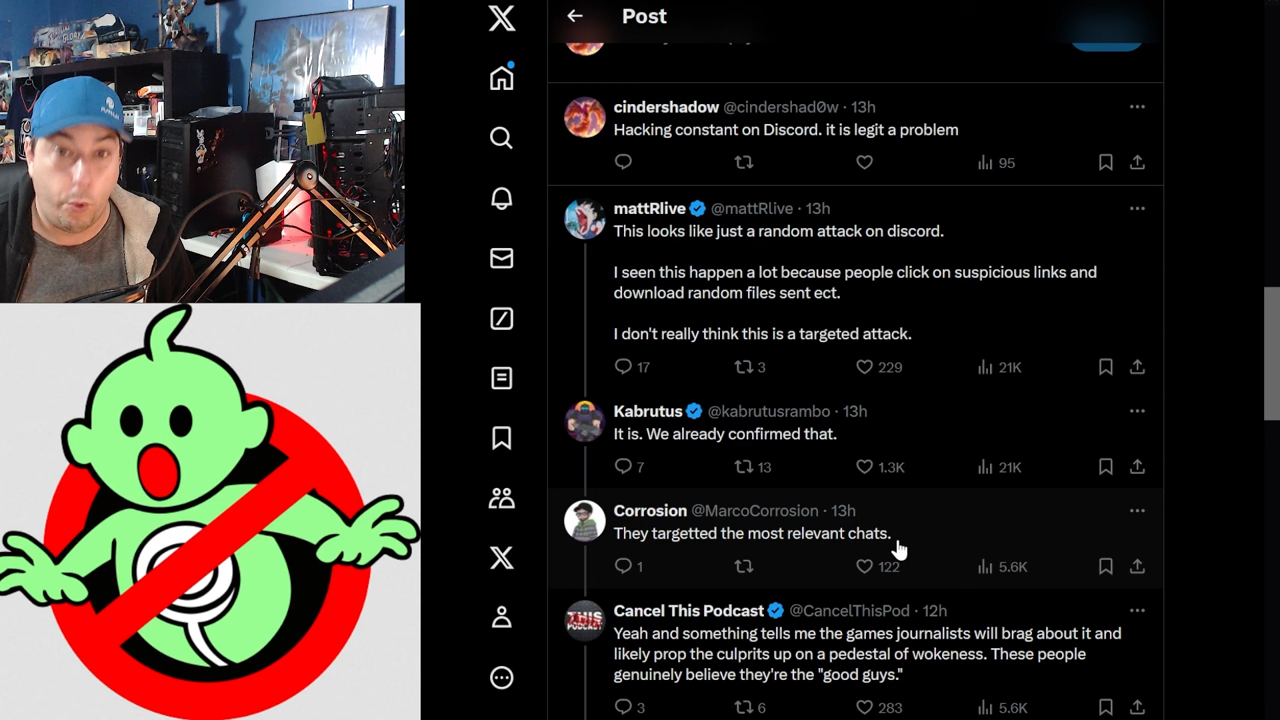 Post
cindershadow @cindershad0w · 13h
Hacking constant on Discord. it is legit a problem
95
mattRlive @mattRlive · 13h
This looks like just a random attack on discord.
I seen this happen a lot because people click on suspicious links and
download random files sent ect.
I don't really think this is a targeted attack.
17 3 229 21K
Kabrutus @kabrutusrambo · 13h
It is. We already confirmed that.
7 13 1.3K 21K
Corrosion @MarcoCorrosion · 13h
They targetted the most relevant chats.
1 122 5.6K
Cancel This Podcast @CancelThisPod · 12h
Yeah and something tells me the games journalists will brag about it and
likely prop the culprits up on a pedestal of wokeness. These people
genuinely believe they're the "good guys."
3 6 283 5.6K